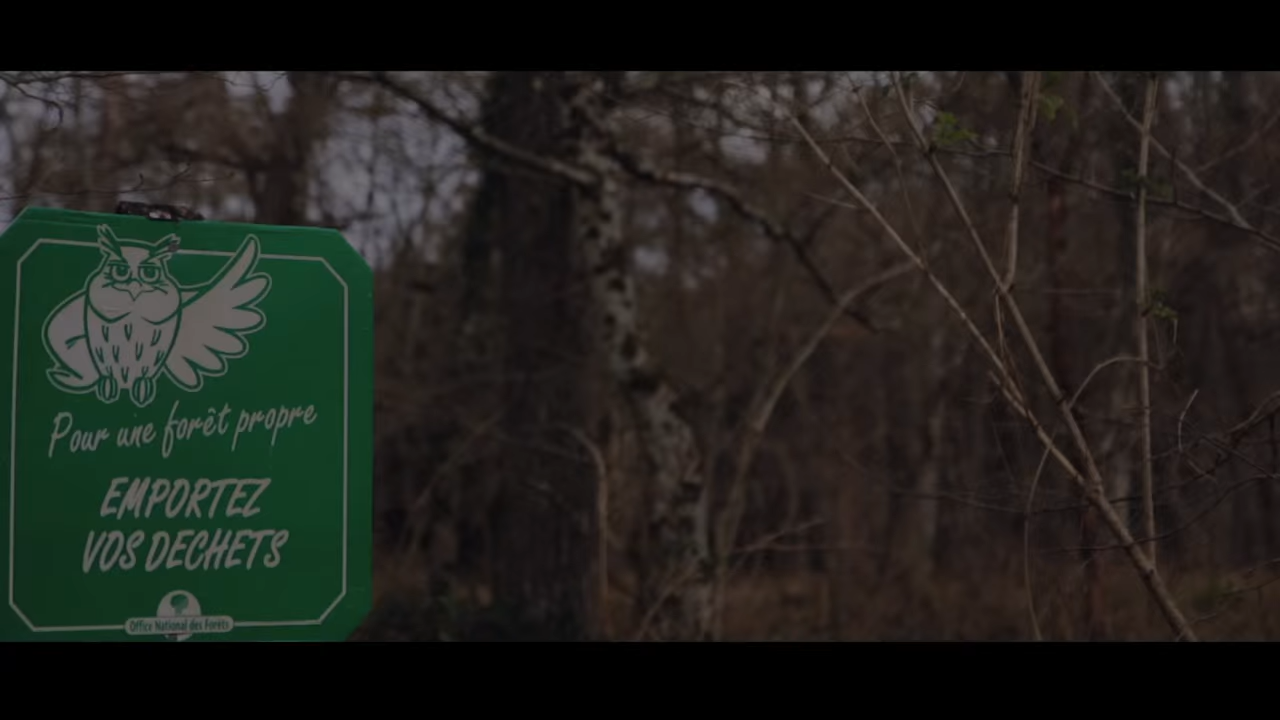 Pour une forêt propre
EMPORTEZ
VOS DECHETS
Office National des Forêts